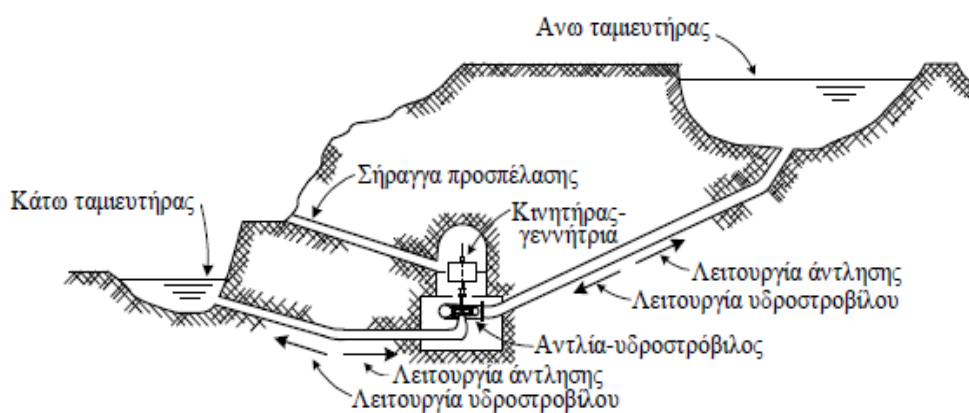 Ανω ταμιευτήρας
Σήραγγα προσπέλασης
Κάτω ταμιευτήρας
Κινητήρας-
γεννήτρια
Λειτουργία άντλησης
Λειτουργία υδροστροβίλου
Αντλία-υδροστρόβιλος
Λειτουργία άντλησης
Λειτουργία υδροστροβίλου